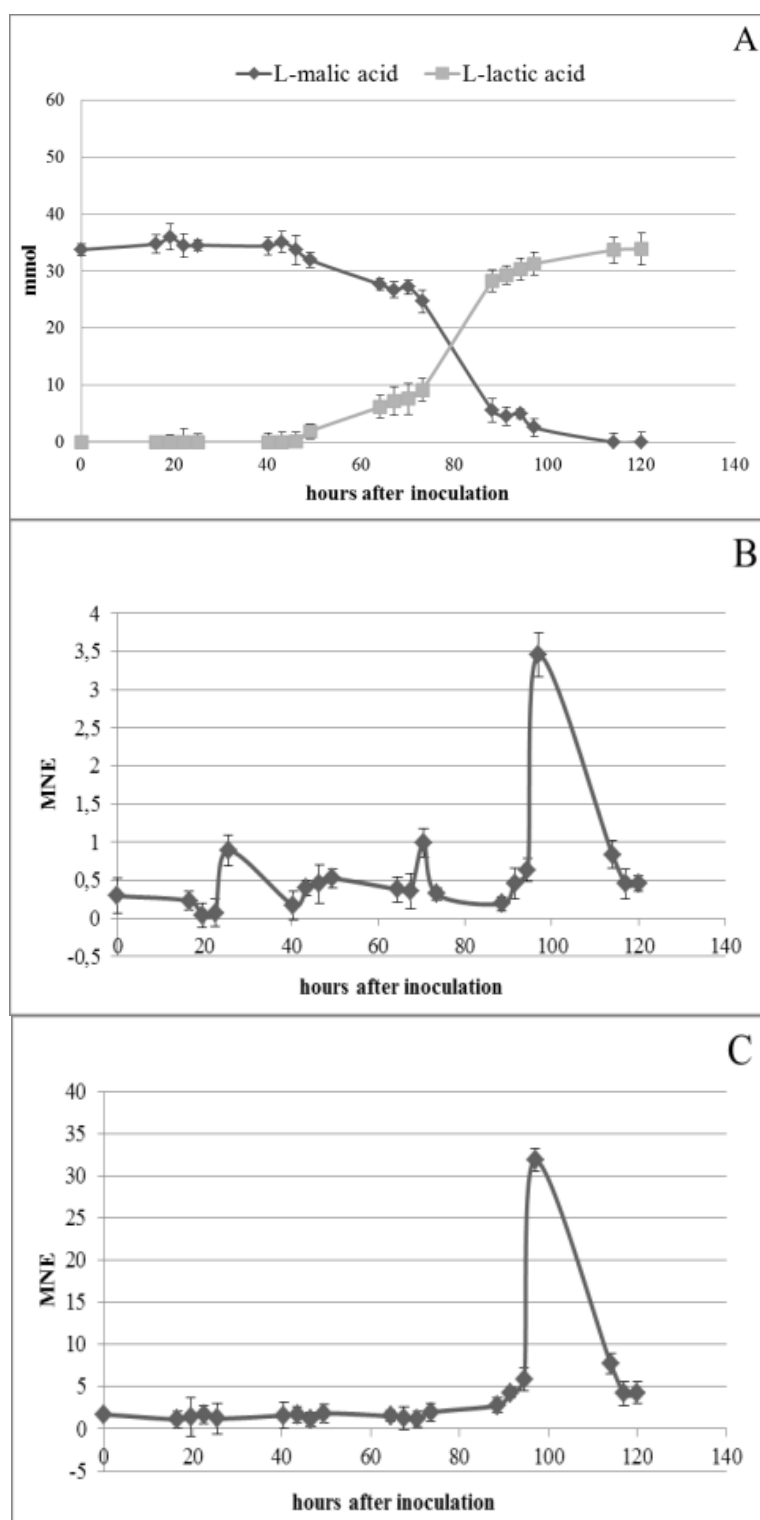 A
L-malic acid L-lactic acid
60
50
40
30
20
10
0
mmol
0 20 40 60 80 100 120 140
hours after inoculation
B
4
3,5
3
2,5
2
1,5
1
0,5
0
-0,5
MNE
0 20 40 60 80 100 120 140
hours after inoculation
C
40
35
30
25
20
15
10
5
0
-5
MNE
0 20 40 60 80 100 120 140
hours after inoculation